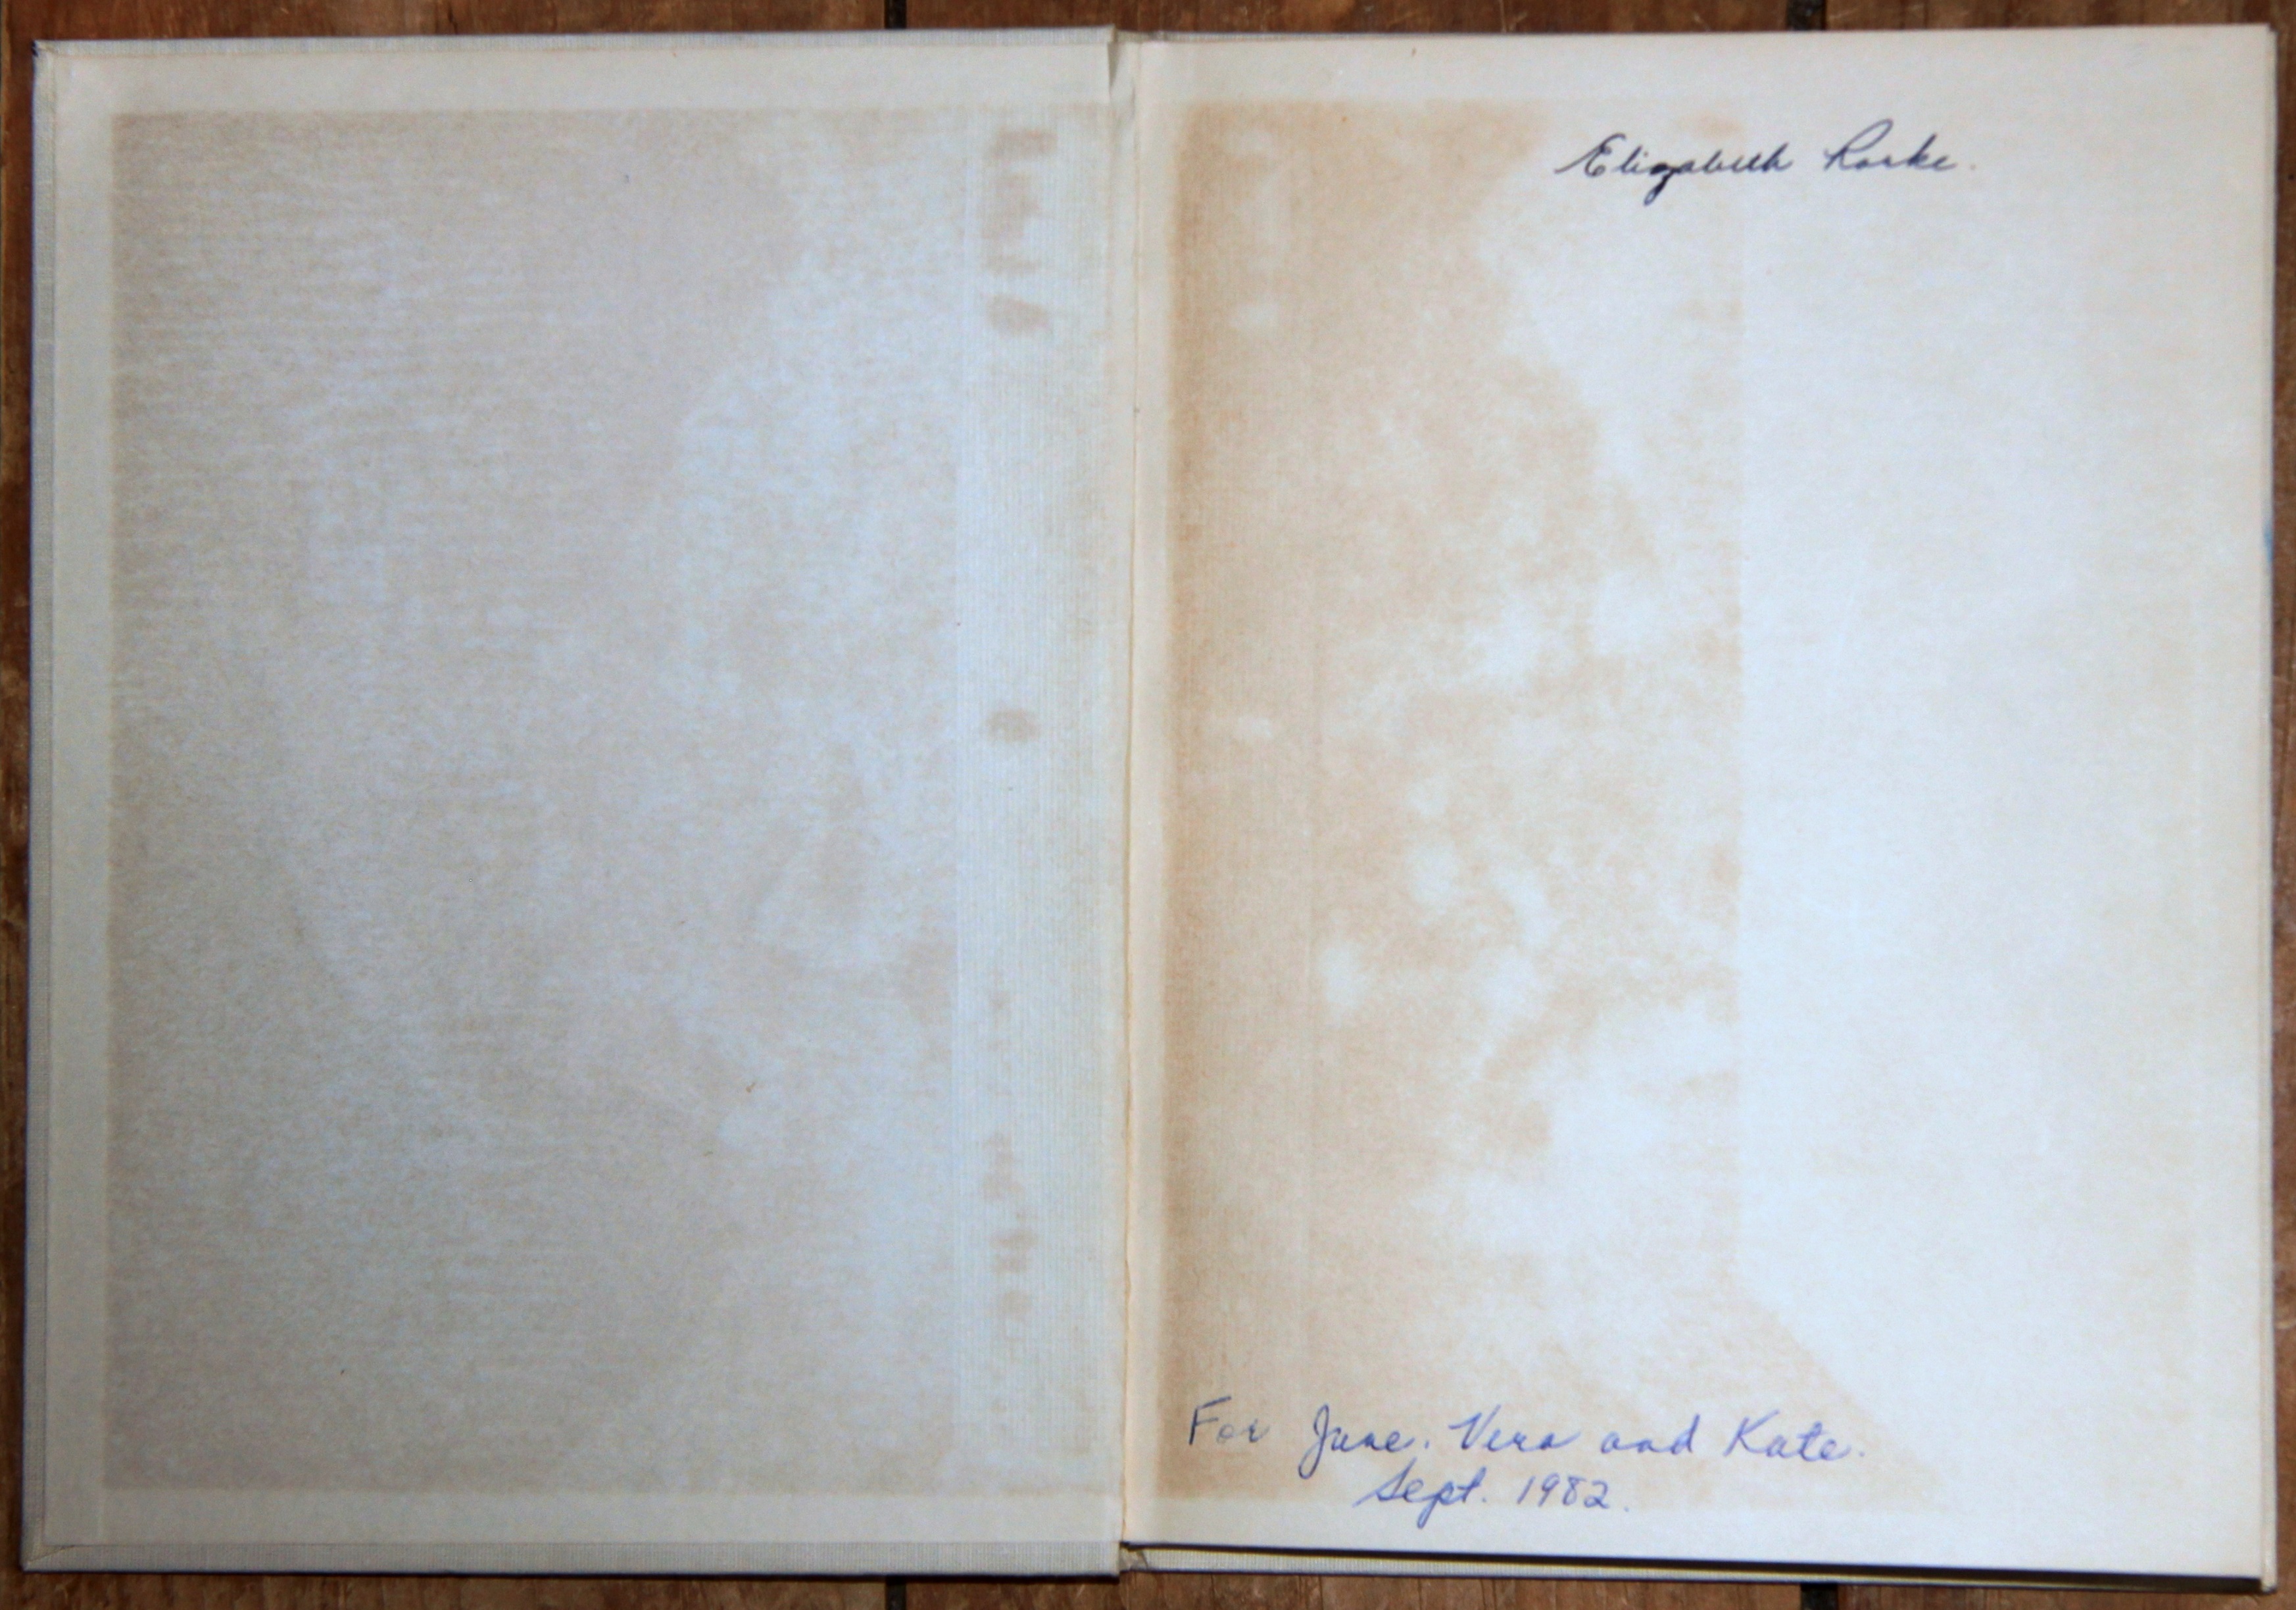 Elizabeth Rorke.
For June. Vera and Kate.
Sept. 1982.